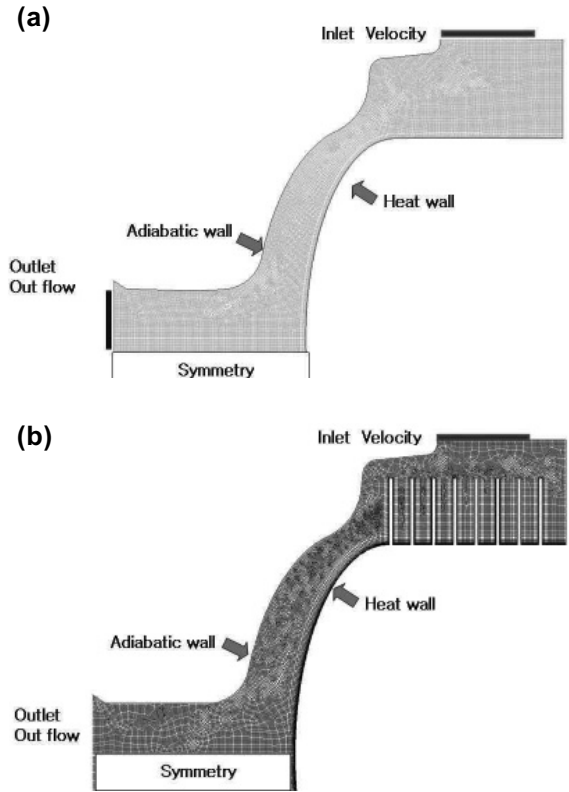 (a)
Inlet Velocity
Heat wall
Adiabatic wall
Outlet
Out flow
Symmetry
(b)
Inlet Velocity
Heat wall
Adiabatic wall
Outlet
Out flow
Symmetry